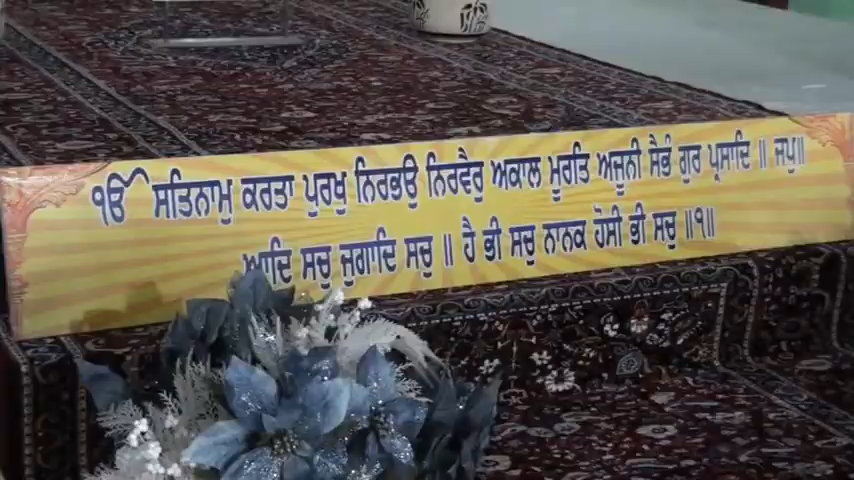 ੴ ਸਤਿਨਾਮੁ ਕਰਤਾ ਪੁਰਖੁ ਨਿਰਭਉ ਨਿਰਵੈਰੁ ਅਕਾਲ ਮੂਰਤਿ ਅਜੂਨੀ ਸੈਭੰ ਗੁਰ ਪ੍ਰਸਾਦਿ ॥ ਜਪੁ ॥
ਆਦਿ ਸਚੁ ਜੁਗਾਦਿ ਸਚੁ ॥ ਹੈ ਭੀ ਸਚੁ ਨਾਨਕ ਹੋਸੀ ਭੀ ਸਚੁ ॥੧॥